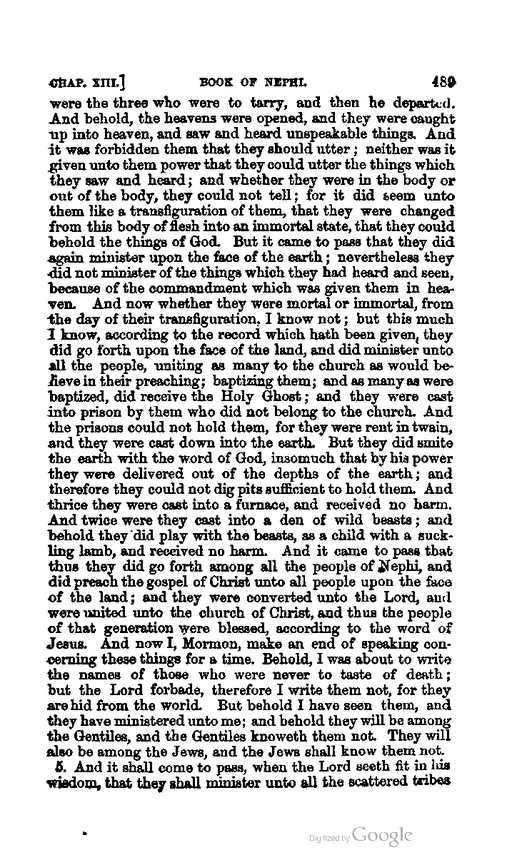 CHAP. XIII.] BOOK OF NEPHI. 489
were the three who were to tarry, and then he departed.
And behold, the heavens were opened, and they were caught
up into heaven, and saw and heard unspeakable things. And
it was forbidden them that they should utter; neither was it
given unto them power that they could utter the things which
they saw and heard; and whether they were in the body or
out of the body, they could not tell; for it did seem unto
them like a transfiguration of them, that they were changed
from this body of flesh into an immortal state, that they could
behold the things of God. But it came to pass that they did
again minister upon the face of the earth; nevertheless they
did not minister of the things which they had heard and seen,
because of the commandment which was given them in hea-
ven. And now whether they were mortal or immortal, from
the day of their transfiguration, I know not; but this much
I know, according to the record which hath been given, they
did go forth upon the face of the land, and did minister unto
all the people, uniting as many to the church as would be-
lieve in their preaching; baptizing them; and as many as were
baptized, did receive the Holy Ghost; and they were cast
into prison by them who did not belong to the church. And
the prisons could not hold them, for they were rent in twain,
and they were cast down into the earth. But they did smite
the earth with the word of God, insomuch that by his power
they were delivered out of the depths of the earth; and
therefore they could not dig pits sufficient to hold them. And
thrice they were cast into a furnace, and received no harm.
And twice were they cast into a den of wild beasts; and
behold they did play with the beasts, as a child with a suck-
ling lamb, and received no harm. And it came to pass that
thus they did go forth among all the people of Nephi, and
did preach the gospel of Christ unto all people upon the face
of the land; and they were converted unto the Lord, and
were united unto the church of Christ, and thus the people
of that generation were blessed, according to the word of
Jesus. And now I, Mormon, make an end of speaking con-
cerning these things for a time. Behold, I was about to write
the names of those who were never to taste of death;
but the Lord forbade, therefore I write them not, for they
are hid from the world. But behold I have seen them, and
they have ministered unto me; and behold they will be among
the Gentiles, and the Gentiles knoweth them not. They will
also be among the Jews, and the Jews shall know them not.
5. And it shall come to pass, when the Lord seeth fit in his
wisdom, that they shall minister unto all the scattered tribes
Digitized by Google